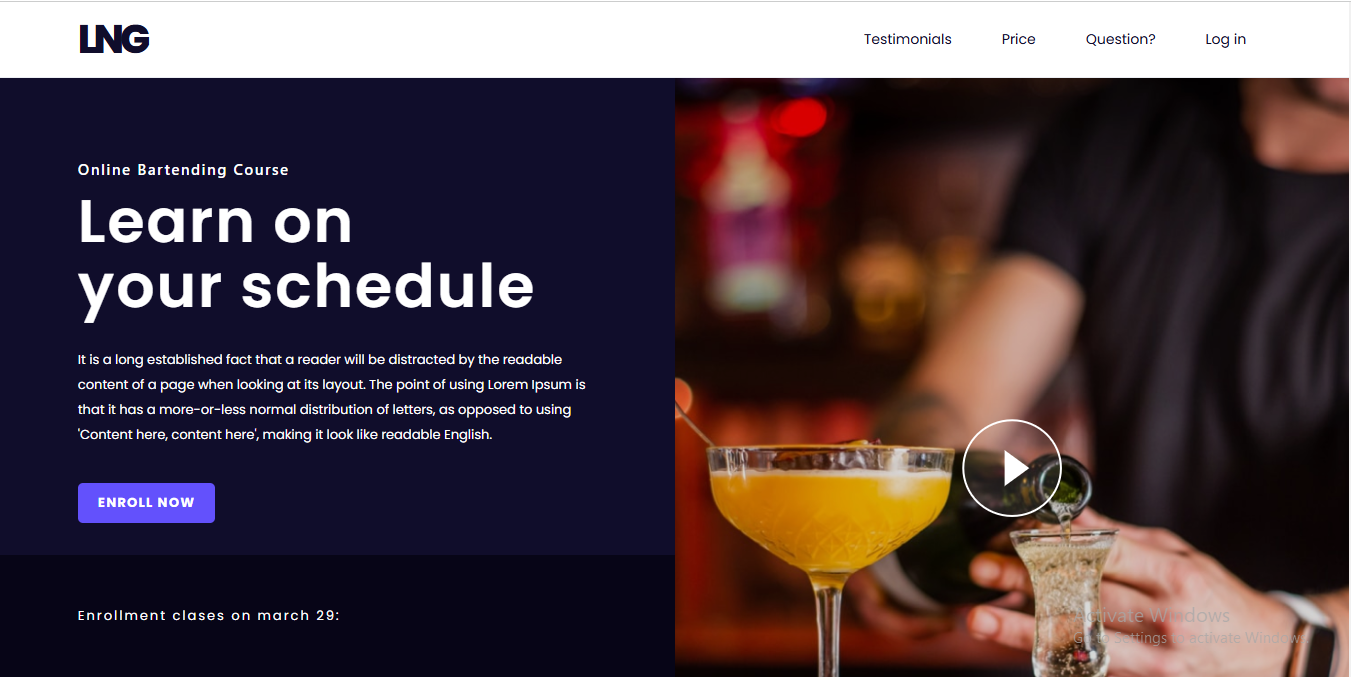 LNG
Testimonials
Price
Question?
Log in
Online Bartending Course
Learn on
your schedule
It is a long established fact that a reader will be distracted by the readable
content of a page when looking at its layout. The point of using Lorem Ipsum is
that it has a more-or-less normal distribution of letters, as opposed to using
'Content here, content here', making it look like readable English.
ENROLL NOW
Enrollment clases on march 29:
Activate Windows
Go to Settings to activate Windows.